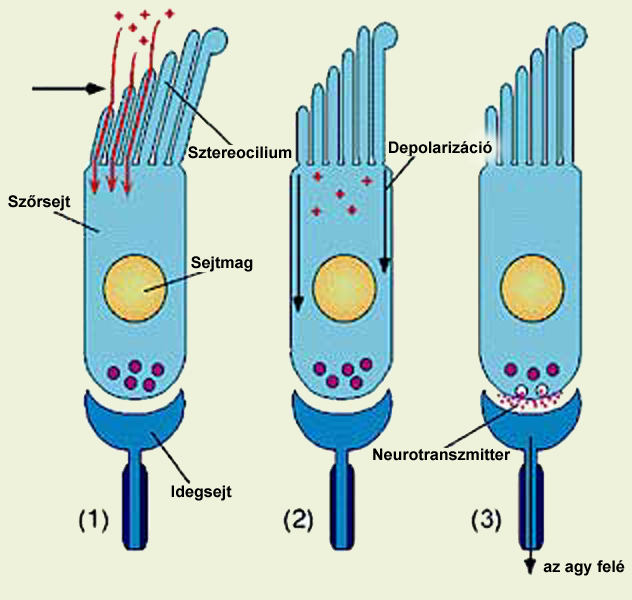 Sztereocilium
Depolarizáció
Szőrsejt
Sejtmag
Neurotranszmitter
Idegsejt
(1)
(2)
(3)
az agy felé